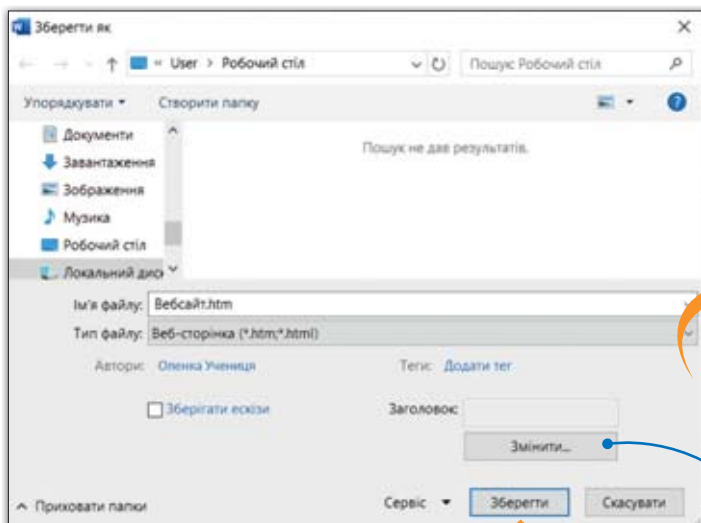 Зберегти як
« User > Робочий стіл
Пошук: Робочий стіл
Упорядкувати
Створити папку
Документи
Завантаження
Зображення
Музика
Робочий стіл
Локальний диск
Пошук не дав результатів.
Ім'я файлу: Вебсайт.htm
Тип файлу: Веб-сторінка (*.htm;*.html)
Автори: Оленка Учениця
Теги: Додати тег
Зберігати ескізи
Заголовок:
Змінити...
Приховати папки
Сервіс
Зберегти
Скасувати